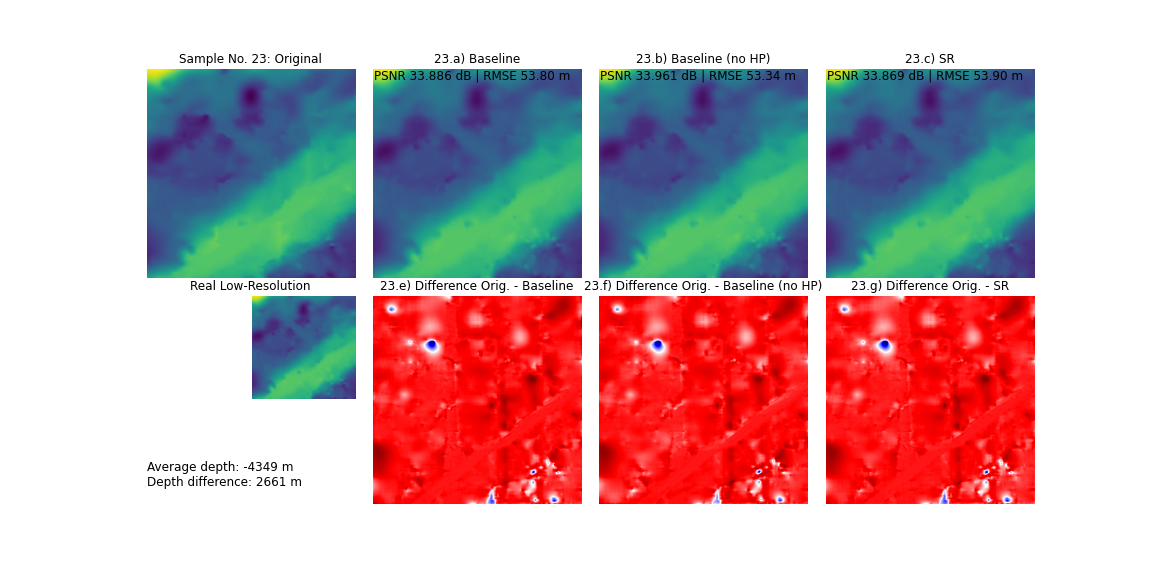 Sample No. 23: Original
23.a) Baseline
23.b) Baseline (no HP)
23.c) SR
PSNR 33.886 dB | RMSE 53.80 m
PSNR 33.961 dB | RMSE 53.34 m
PSNR 33.869 dB | RMSE 53.90 m
Real Low-Resolution
23.e) Difference Orig. - Baseline
23.f) Difference Orig. - Baseline (no HP)
23.g) Difference Orig. - SR
Average depth: -4349 m
Depth difference: 2661 m